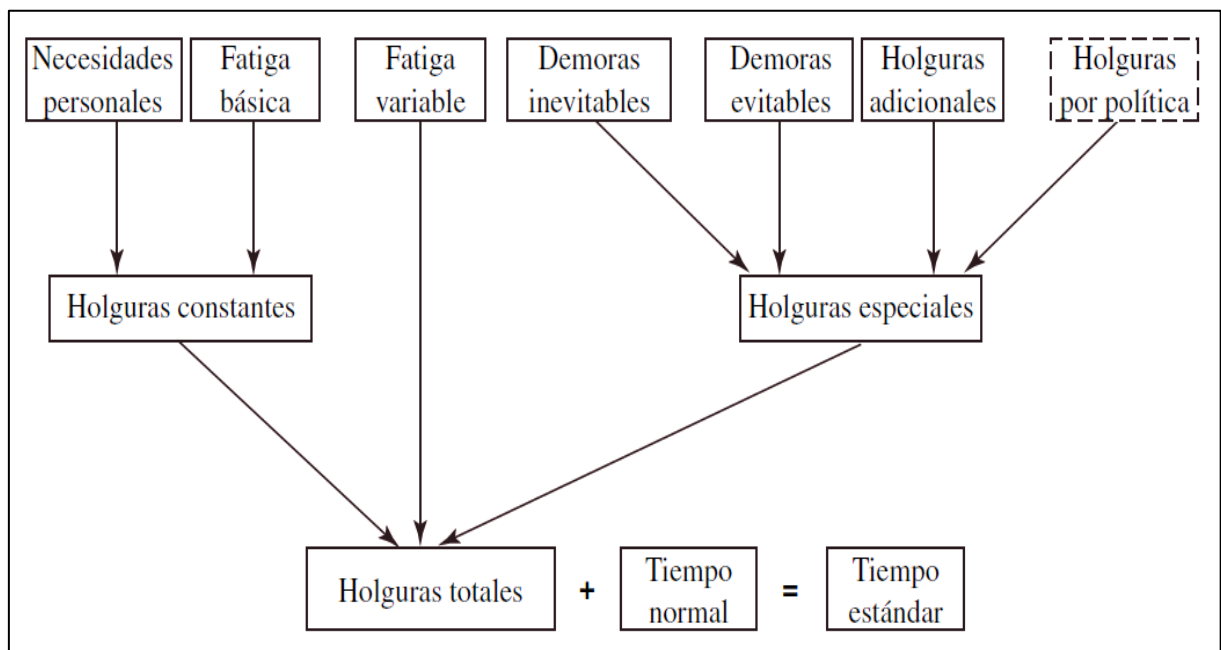 Necesidades
personales
Fatiga
básica
Fatiga
variable
Demoras
inevitables
Demoras
evitables
Holguras
adicionales
Holguras
por política
Holguras constantes
Holguras especiales
Holguras totales
+
Tiempo
normal
=
Tiempo
estándar